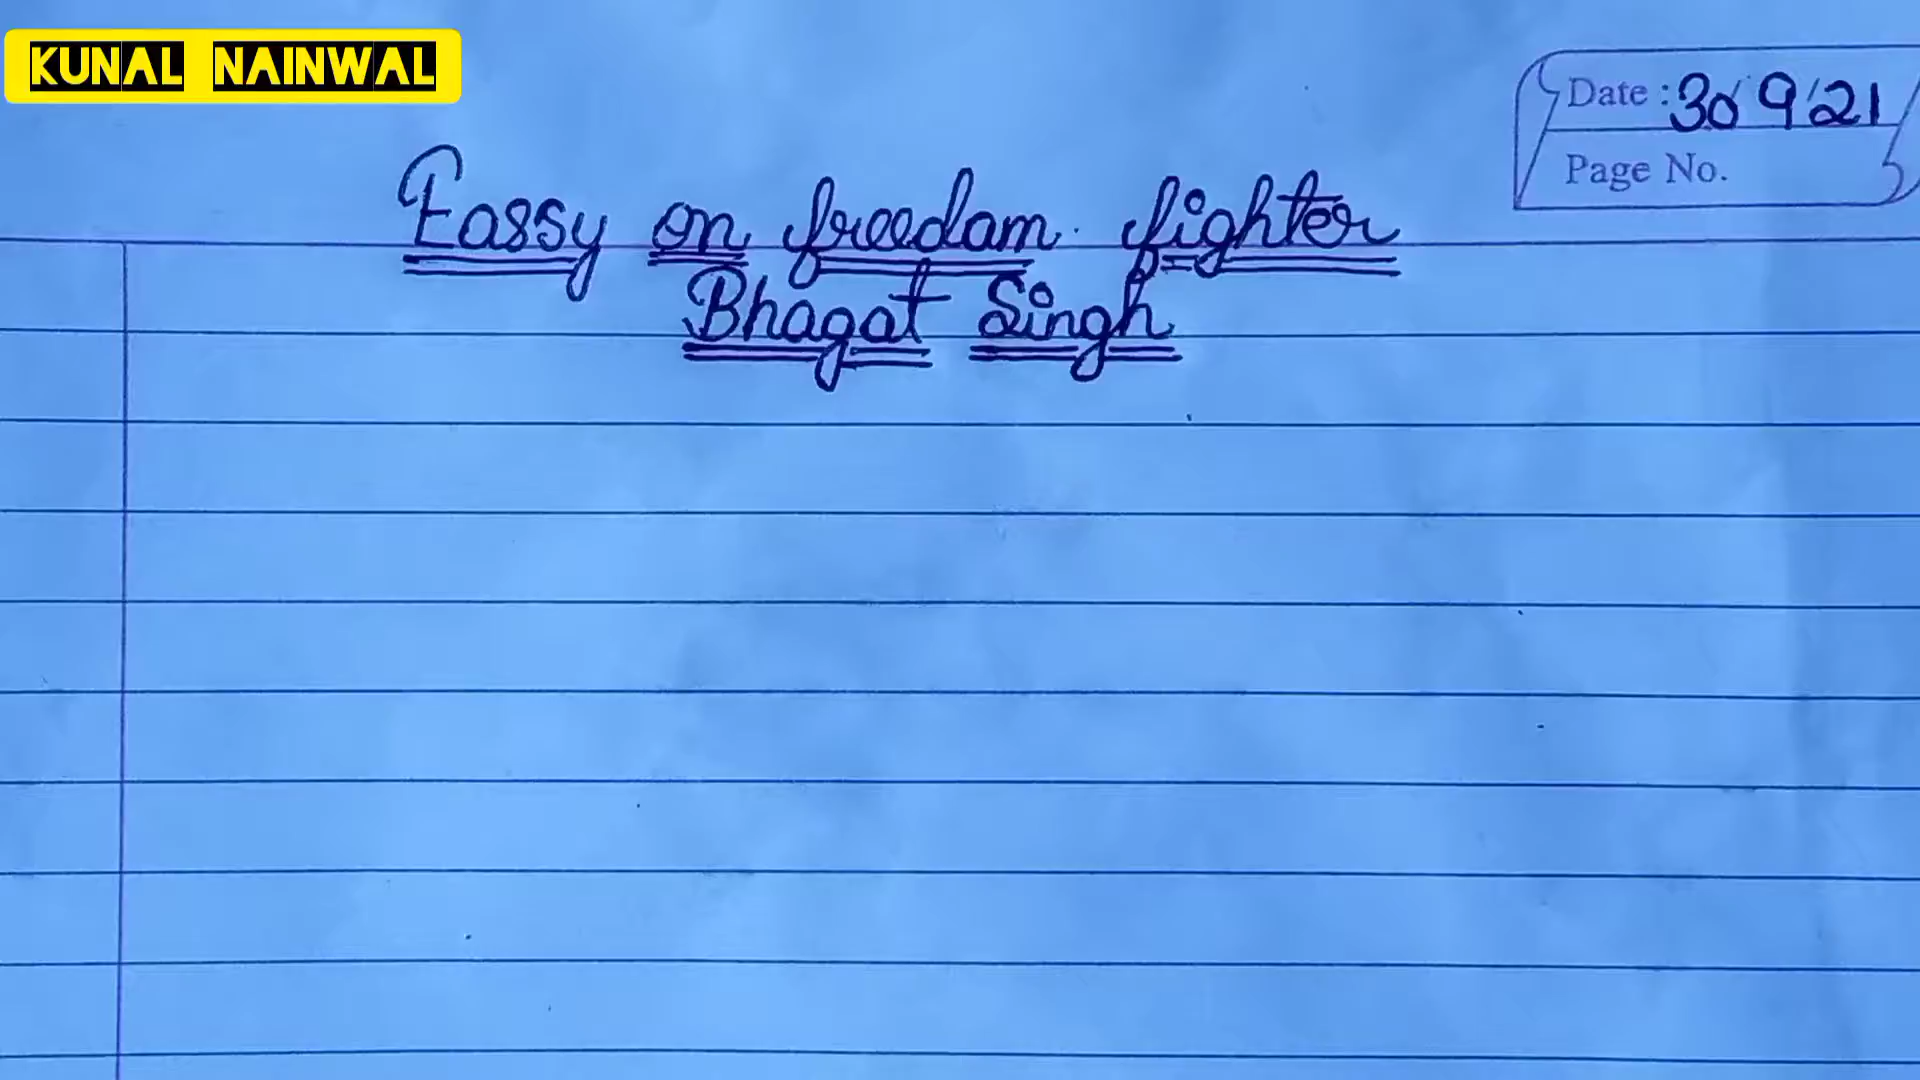 KUNAL NAINWAL
Date : 30/9/21
Page No.
Eassy on freedam fighter
Bhagat Singh